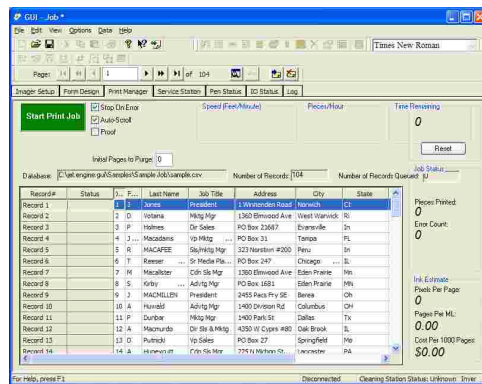 GUI - Job *
File Edit View Options Data Help
Times New Roman
Page: 1 of 104
Imager Setup Form Design Print Manager Service Station Pen Status IO Status Log
Start Print Job
Stop On Error
Auto-Scroll
Proof
Speed (Feet/Minute) Pieces/Hour Time Remaining
0
Reset
Initial Pages to Purge: 0
Database: C:\jet.engine.gui\Samples\Sample Job\sample.csv Number of Records: 104 Number of Records Queued: 0
Job Status
Record# Status Last Name Job Title Address City State
Record 1 1 J Junes President 1 Winnenden Road Norwich Ct
Record 2 2 D Votana Mktg Mgr 1360 Elmwood Ave West Warwick Ri
Record 3 3 P Holmes Dir Sales PO Box 23687 Evansville In
Record 4 4 J... Macadams Vp Mktg ... PO Box 31 Tampa FL
Record 5 5 R MACAFEE Sls/mktg Mgr 323 Norstion #200 Peru In
Record 6 6 T Reeser ... Sr Media Pla... PO Box 247 Chicago ... IL
Record 7 7 M Macalister Cdn Sls Mgr 1360 Elmwood Ave Eden Prairie Mn
Record 8 8 S Kirby ... Advtg Mgr PO Box 1681 Eden Prairie MN
Record 9 9 J MACMILLEN President 2455 Pacs Fry SE Berea Oh
Record 10 10 A Huwald Advtg Mgr 1400 Division Rd Columbus OH
Record 11 11 P Dunbar Mktg Mgr 1400 Park St Dallas Tx
Record 12 12 A Macmurdo Dir Sls & Mktg 4350 W Cyprs #80 Oak Brook IL
Record 13 13 D Putnicki Vp Sales PO Box 27 Springfield Mo
Record 14 14 A Huneycutt Cdn Sls Mgr 225 N Michgn St... Lancaster PA
Pieces Printed:
0
Error Count:
0
Ink Estimate
Pixels Per Page:
0
Pages Per ML:
0.00
Cost Per 1000 Pages:
$0.00
For Help, press F1 Disconnected Cleaning Station Status: Unknown Inver